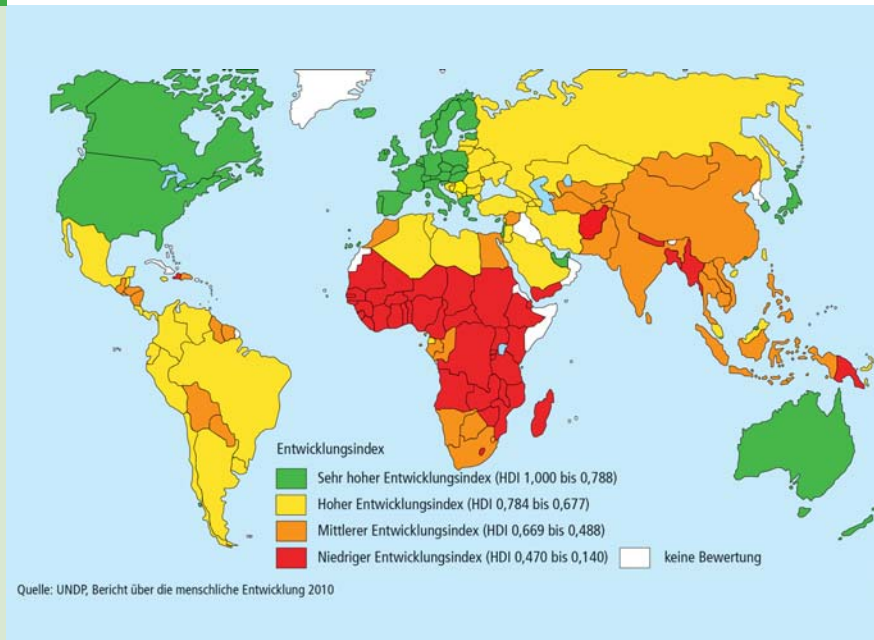 Entwicklungsindex
Sehr hoher Entwicklungsindex (HDI 1,000 bis 0,788)
Hoher Entwicklungsindex (HDI 0,784 bis 0,677)
Mittlerer Entwicklungsindex (HDI 0,669 bis 0,488)
Niedriger Entwicklungsindex (HDI 0,470 bis 0,140) keine Bewertung
Quelle: UNDP, Bericht über die menschliche Entwicklung 2010